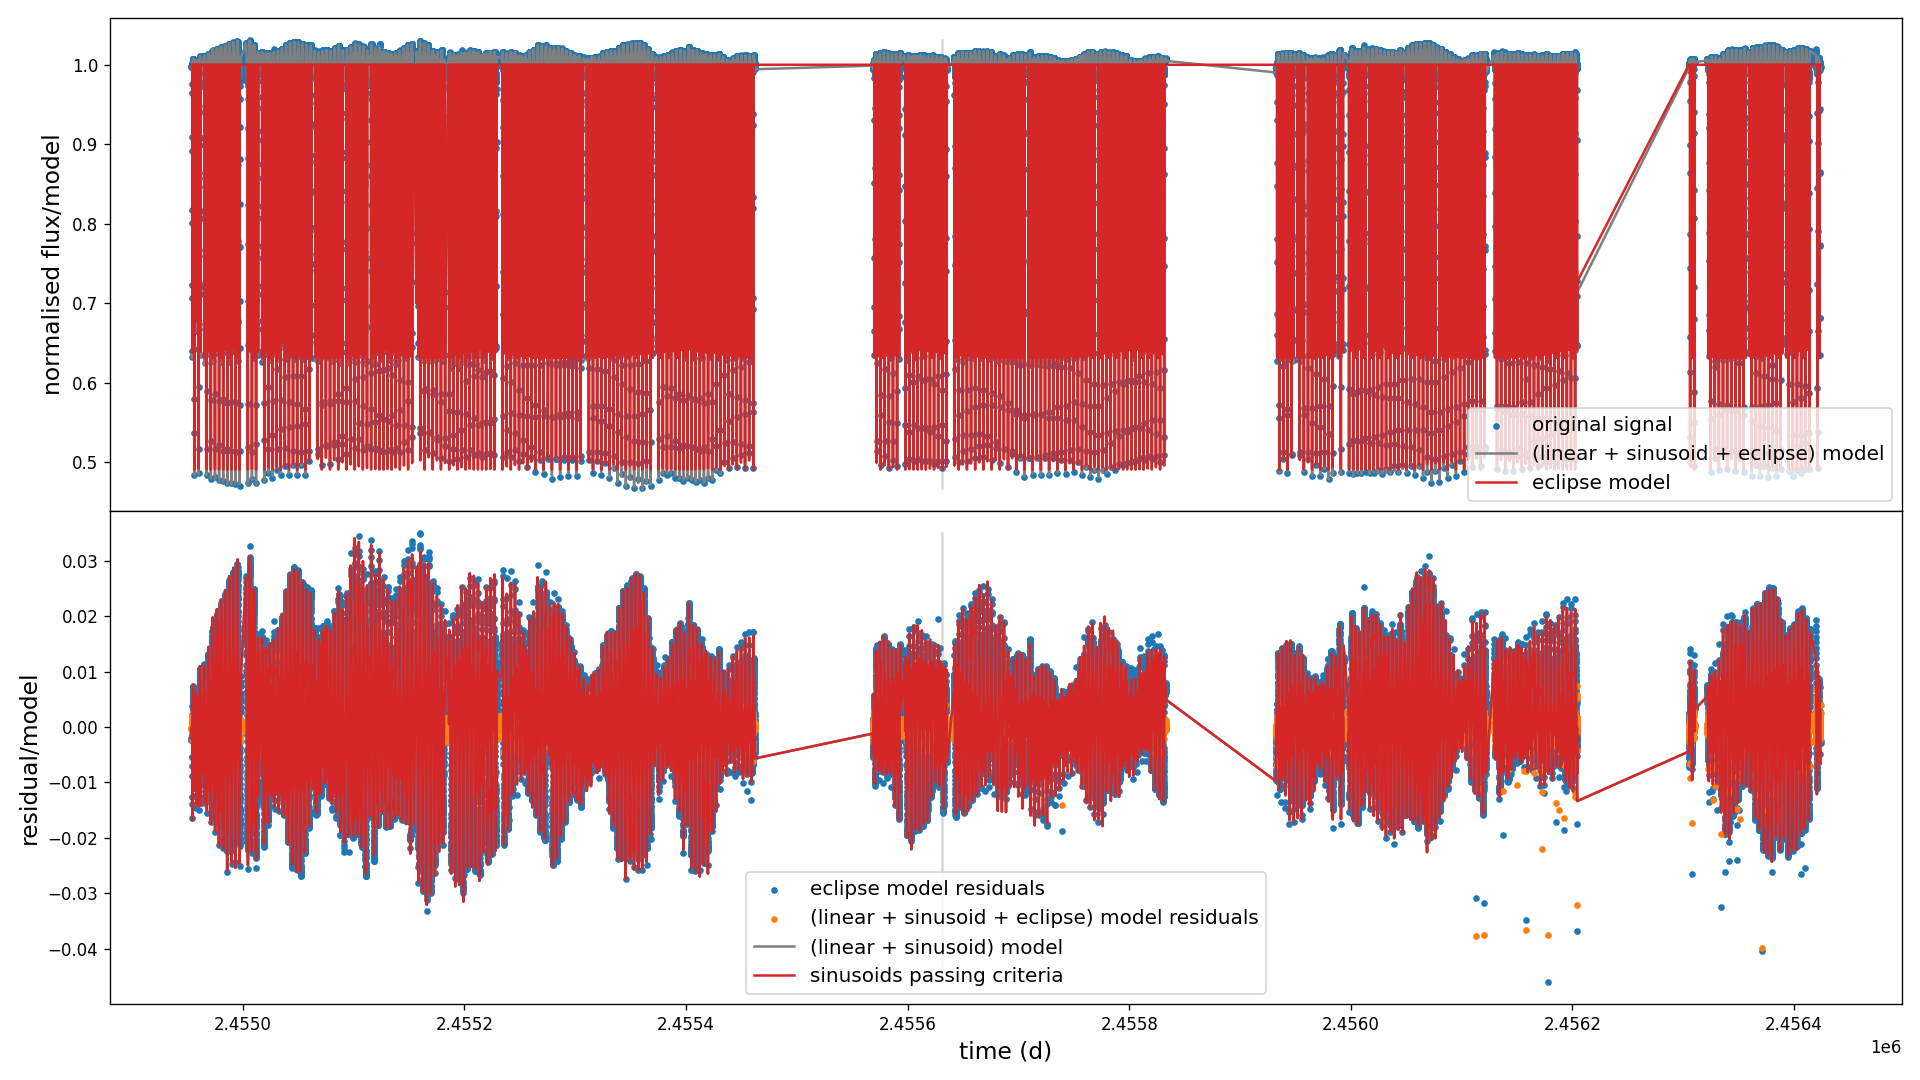 normalised flux/model
1.0
0.9
0.8
0.7
0.6
0.5
original signal
(linear + sinusoid + eclipse) model
eclipse model
residual/model
0.03
0.02
0.01
0.00
−0.01
−0.02
−0.03
−0.04
eclipse model residuals
(linear + sinusoid + eclipse) model residuals
(linear + sinusoid) model
sinusoids passing criteria
2.4550 2.4552 2.4554 2.4556 2.4558 2.4560 2.4562 2.4564
time (d)
1e6